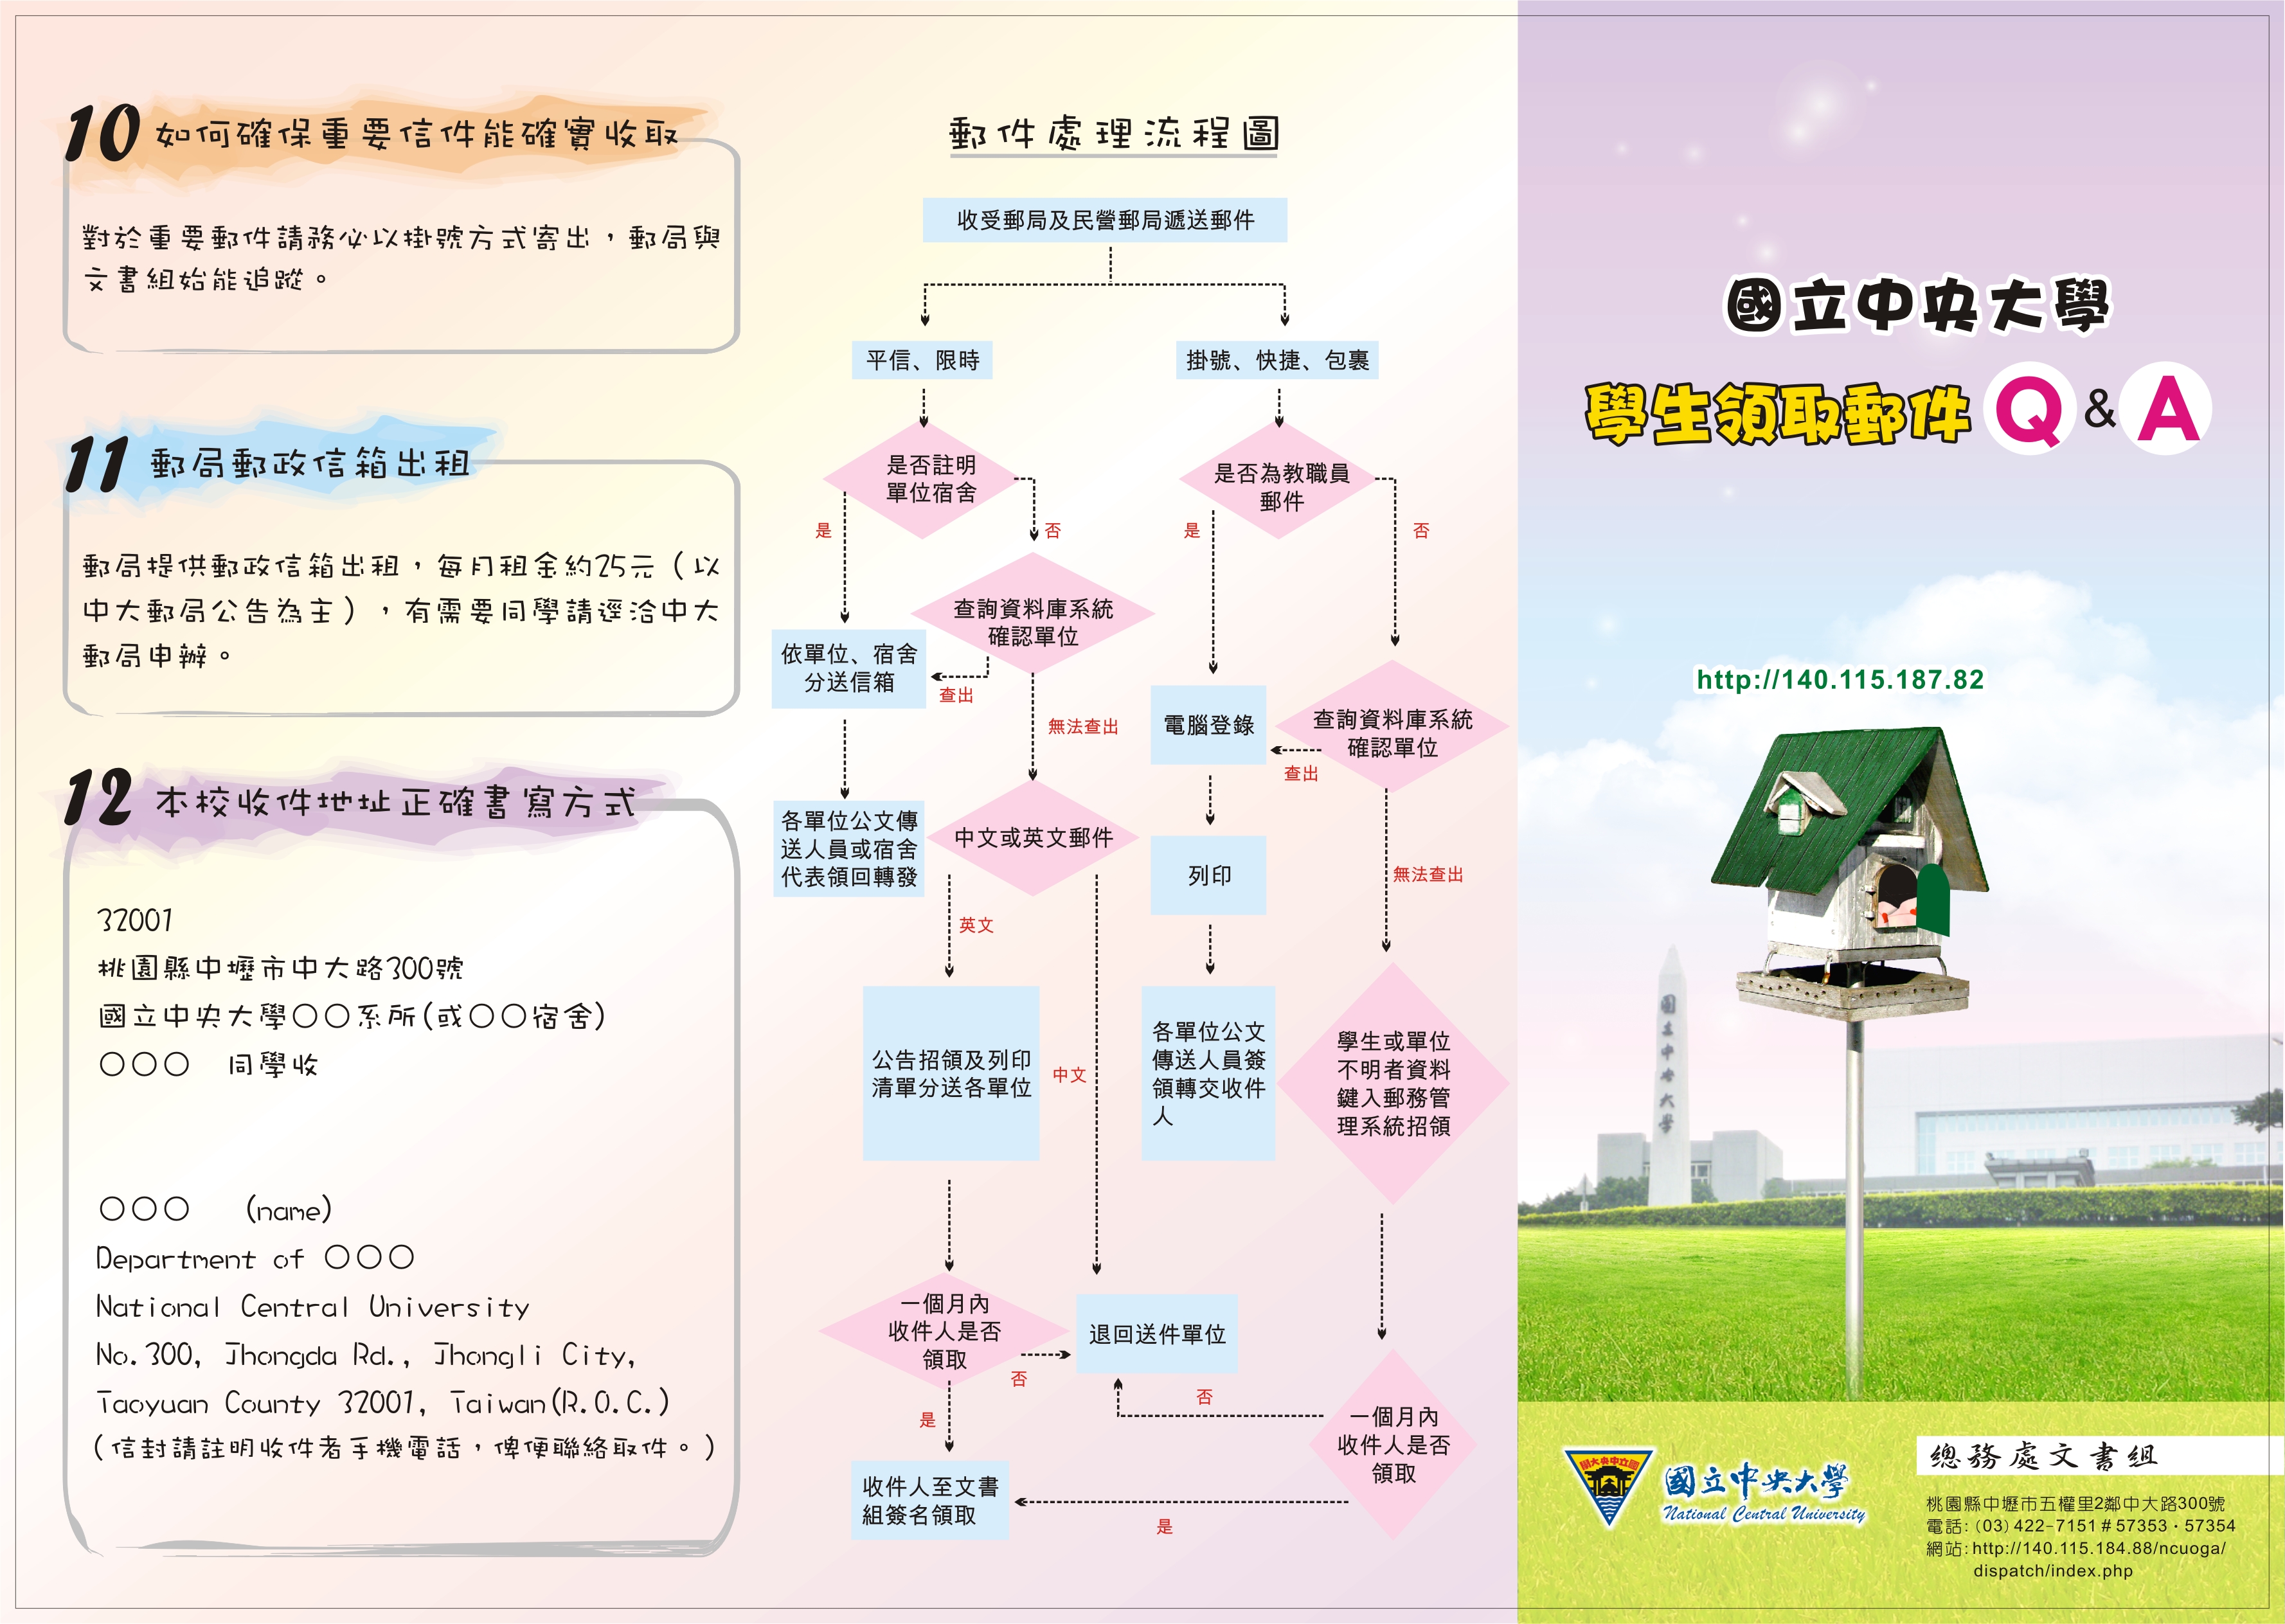 10 如何確保重要信件能確實收取
對於重要郵件請務必以掛號方式寄出，郵局與
文書組始能追蹤。
11 郵局郵政信箱出租
郵局提供郵政信箱出租，每月租金約25元（以
中大郵局公告為主），有需要同學請逕洽中大
郵局申辦。
12 本校收件地址正確書寫方式
32001
桃園縣中壢市中大路300號
國立中央大學○○系所(或○○宿舍)
○○○ 同學收
○○○ (name)
Department of ○○○
National Central University
No.300, Jhongda Rd., Jhongli City,
Taoyuan County 32001, Taiwan(R.O.C.)
(信封請註明收件者手機電話，俾便聯絡取件。)
郵件處理流程圖
收受郵局及民營郵局遞送郵件
平信、限時
掛號、快捷、包裹
是否註明
單位宿舍
是否為教職員
郵件
是
否
是
否
查詢資料庫系統
確認單位
依單位、宿舍
分送信箱
查出
無法查出
電腦登錄
查詢資料庫系統
確認單位
查出
各單位公文傳
送人員或宿舍
代表領回轉發
中文或英文郵件
列印
無法查出
英文
中文
公告招領及列印
清單分送各單位
各單位公文
傳送人員簽
領轉交收件
人
學生或單位
不明者資料
鍵入郵務管
理系統招領
一個月內
收件人是否
領取
否
退回送件單位
是
否
一個月內
收件人是否
領取
收件人至文書
組簽名領取
是
國立中央大學
學生領取郵件 Q & A
http://140.115.187.82
國立中央大學
國立中央大學
國立中央大學
National Central University
總務處文書組
桃園縣中壢市五權里2鄰中大路300號
電話：(03)422-7151#57353・57354
網站：http://140.115.184.88/ncuoga/
dispatch/index.php